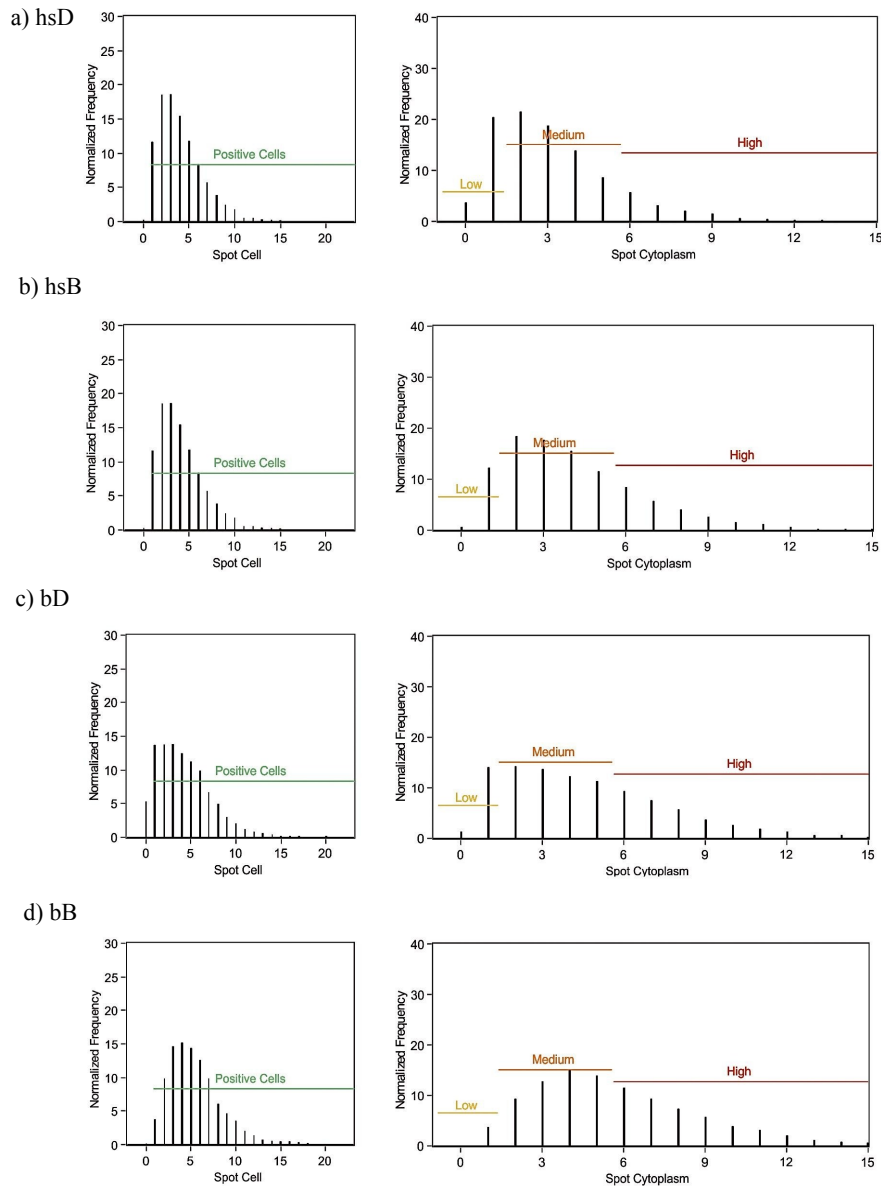 a) hsD
30
25
20
15
10
5
0
Normalized Frequency
Positive Cells
0 5 10 15 20
Spot Cell
40
30
20
10
0
Normalized Frequency
Low
Medium
High
0 3 6 9 12 15
Spot Cytoplasm
b) hsB
30
25
20
15
10
5
0
Normalized Frequency
Positive Cells
0 5 10 15 20
Spot Cell
40
30
20
10
0
Normalized Frequency
Low
Medium
High
0 3 6 9 12 15
Spot Cytoplasm
c) bD
30
25
20
15
10
5
0
Normalized Frequency
Positive Cells
0 5 10 15 20
Spot Cell
40
30
20
10
0
Normalized Frequency
Low
Medium
High
0 3 6 9 12 15
Spot Cytoplasm
d) bB
30
25
20
15
10
5
0
Normalized Frequency
Positive Cells
0 5 10 15 20
Spot Cell
40
30
20
10
0
Normalized Frequency
Low
Medium
High
0 3 6 9 12 15
Spot Cytoplasm